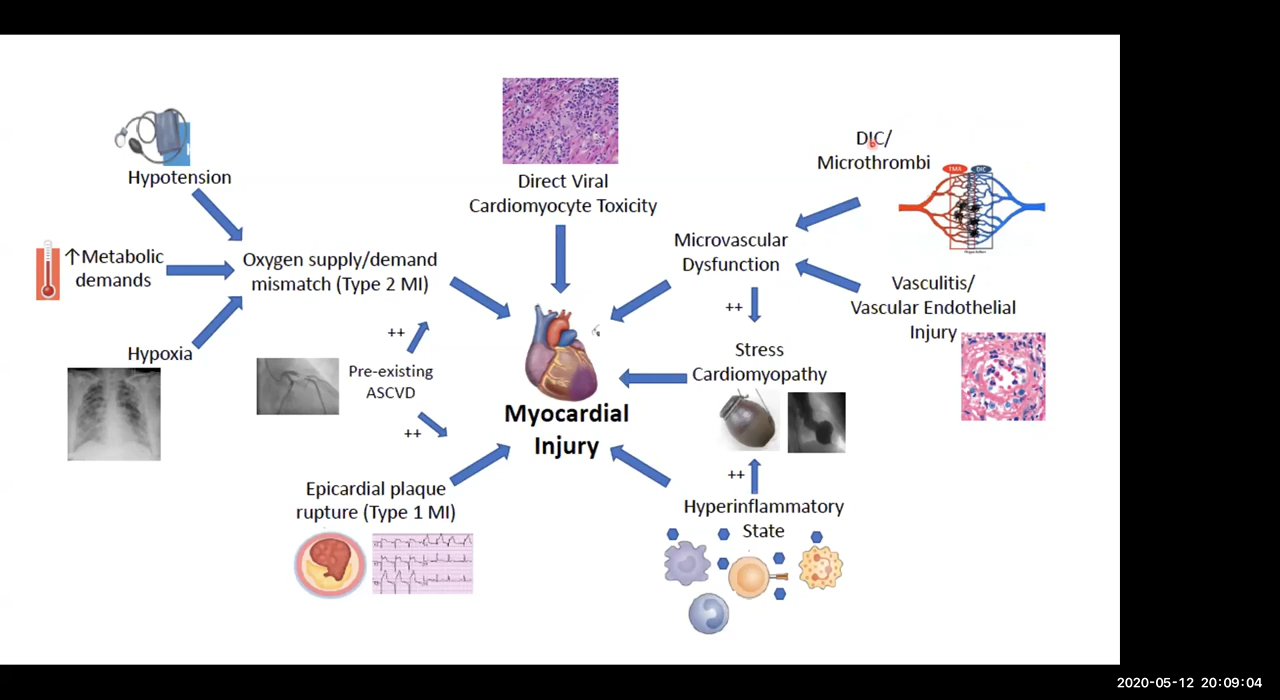 Hypotension
↑Metabolic
demands
Hypoxia
Oxygen supply/demand
mismatch (Type 2 MI)
++
Pre-existing
ASCVD
++
Epicardial plaque
rupture (Type 1 MI)
Direct Viral
Cardiomyocyte Toxicity
Myocardial
Injury
DIC/
Microthrombi
TMA
DIC
Microvascular
Dysfunction
Vasculitis/
Vascular Endothelial
Injury
++
Stress
Cardiomyopathy
++
Hyperinflammatory
State
2020-05-12 20:09:04